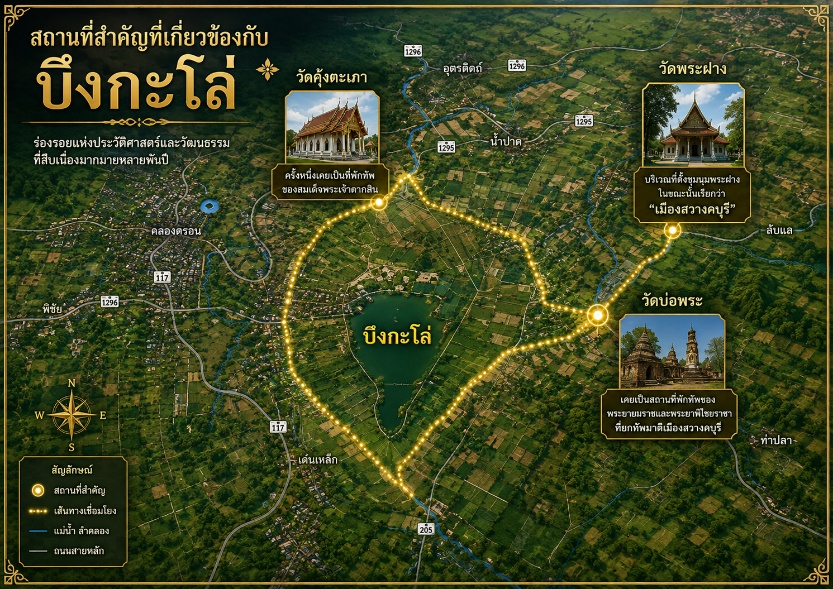 สถานที่สำคัญที่เกี่ยวข้องกับ
บึงกะโล่
ร่องรอยแห่งประวัติศาสตร์และวัฒนธรรม
ที่สืบเนื่องมากมายหลายพันปี
วัดคุ้งตะเภา
ครั้งหนึ่งเคยเป็นที่พักทัพ
ของสมเด็จพระเจ้าตากสิน
วัดพระฝาง
บริเวณที่ตั้งชุมนุมพระฝาง
ในขณะนั้นเรียกว่า
“เมืองสวางคบุรี”
วัดบ่อพระ
เคยเป็นสถานที่พักทัพของ
พระยายมราชและพระยาพิไชยราชา
ที่ยกทัพมาตีเมืองสวางคบุรี
บึงกะโล่
1296
อุตรดิตถ์
1296
1295
น้ำปาด
1295
คลองตรอน
117
พิชัย
1296
ลับแล
117
เด่นเหล็ก
ท่าปลา
205
N
W
E
S
สัญลักษณ์
สถานที่สำคัญ
เส้นทางเชื่อมโยง
แม่น้ำ ลำคลอง
ถนนสายหลัก